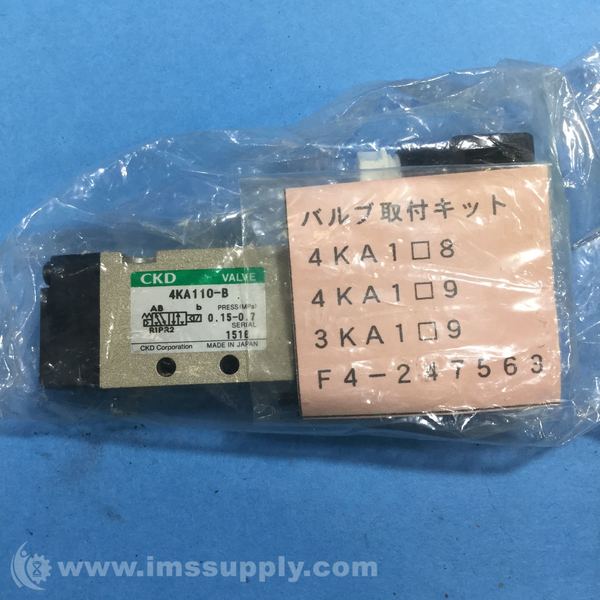 CKD VALVE
4KA110-B
AB b PRESS(MPa)
0.15-0.7
R1PR2 SERIAL
1518
CKD Corporation MADE IN JAPAN
バルブ取付キット
4KA1□8
4KA1□9
3KA1□9
F4-247563
www.imssupply.com